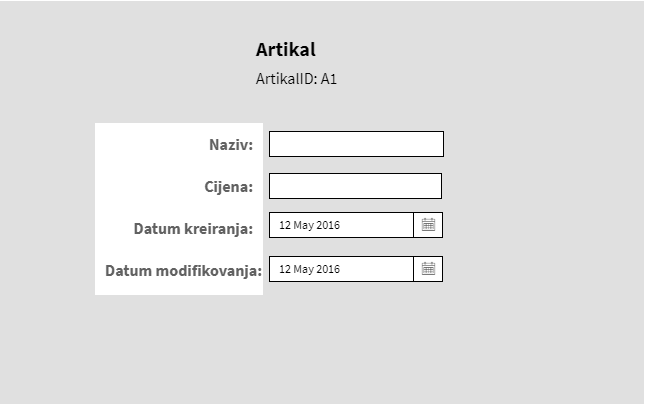 Artikal
ArtikalID: A1
Naziv:
Cijena:
Datum kreiranja: 12 May 2016
Datum modifikovanja: 12 May 2016